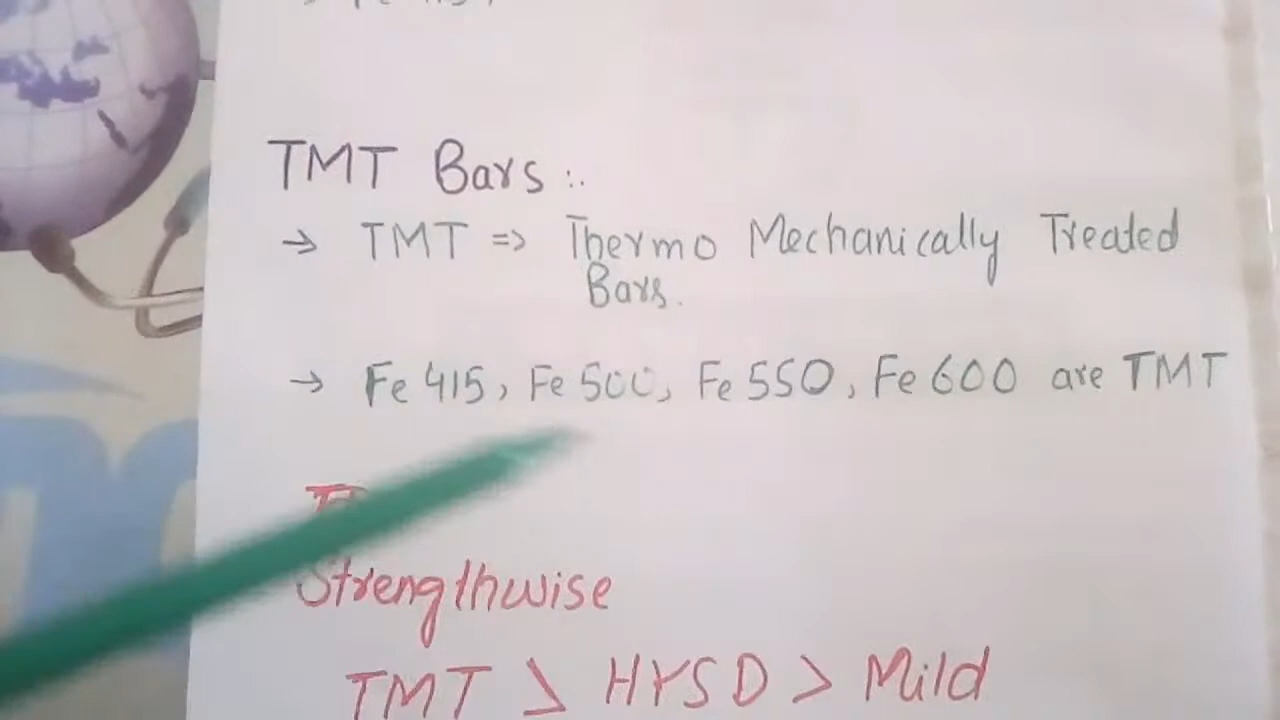 TMT Bars :.
→ TMT => Thermo Mechanically Treated
Bars.
→ Fe 415, Fe 500, Fe 550, Fe 600 are TMT
Strengthwise
TMT > HYSD > Mild